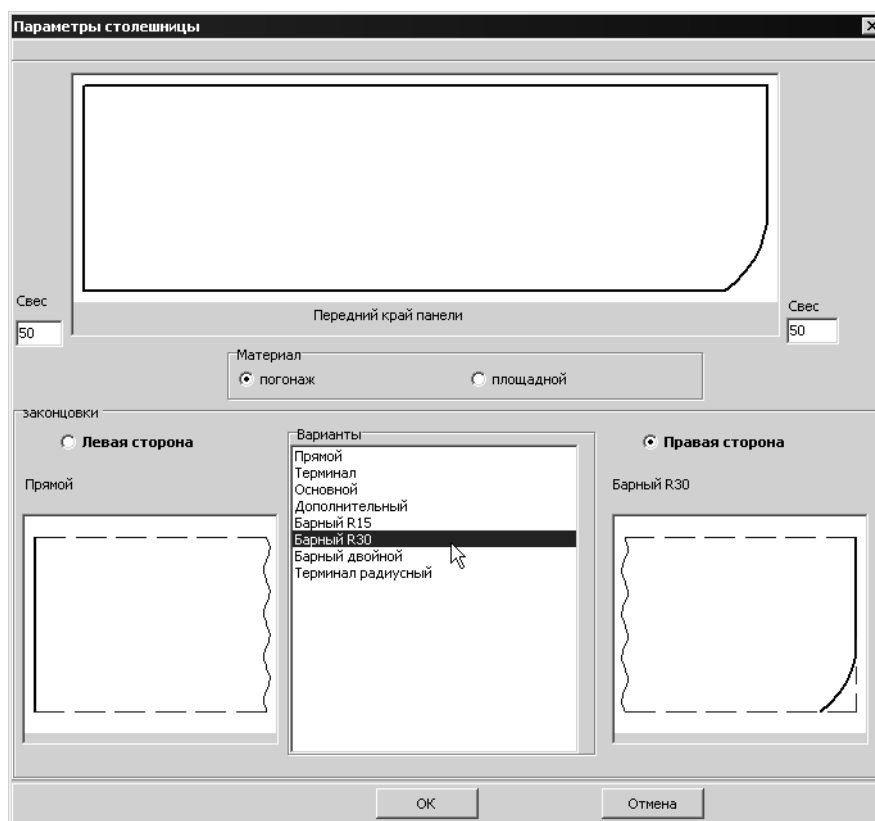 Параметры столешницы
Свес
50
Передний край панели
Свес
50
Материал
погонаж
площадной
законцовки
Левая сторона
Варианты
Правая сторона
Прямой
Прямой
Терминал
Основной
Дополнительный
Барный R15
Барный R30
Барный двойной
Терминал радиусный
Барный R30
ОК
Отмена